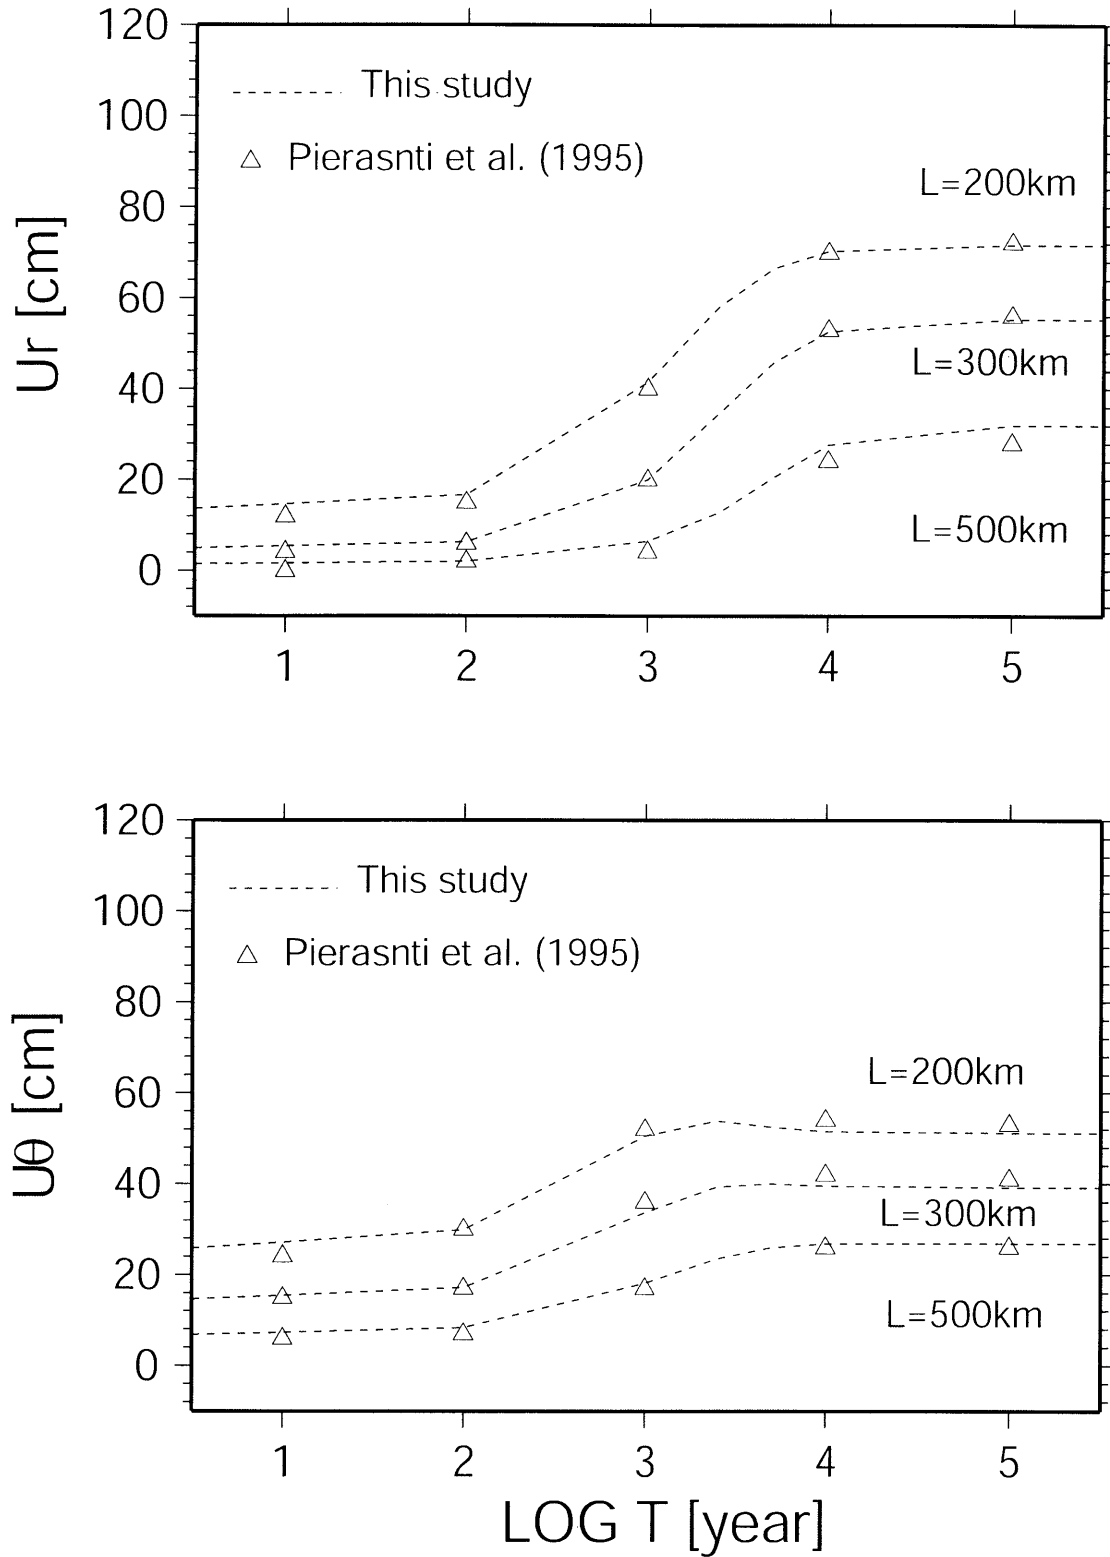 120
100
80
60
40
20
0
Ur [cm]
This study
Pierasnti et al. (1995)
L=200km
L=300km
L=500km
1 2 3 4 5
120
100
80
60
40
20
0
Uθ [cm]
This study
Pierasnti et al. (1995)
L=200km
L=300km
L=500km
1 2 3 4 5
LOG T [year]